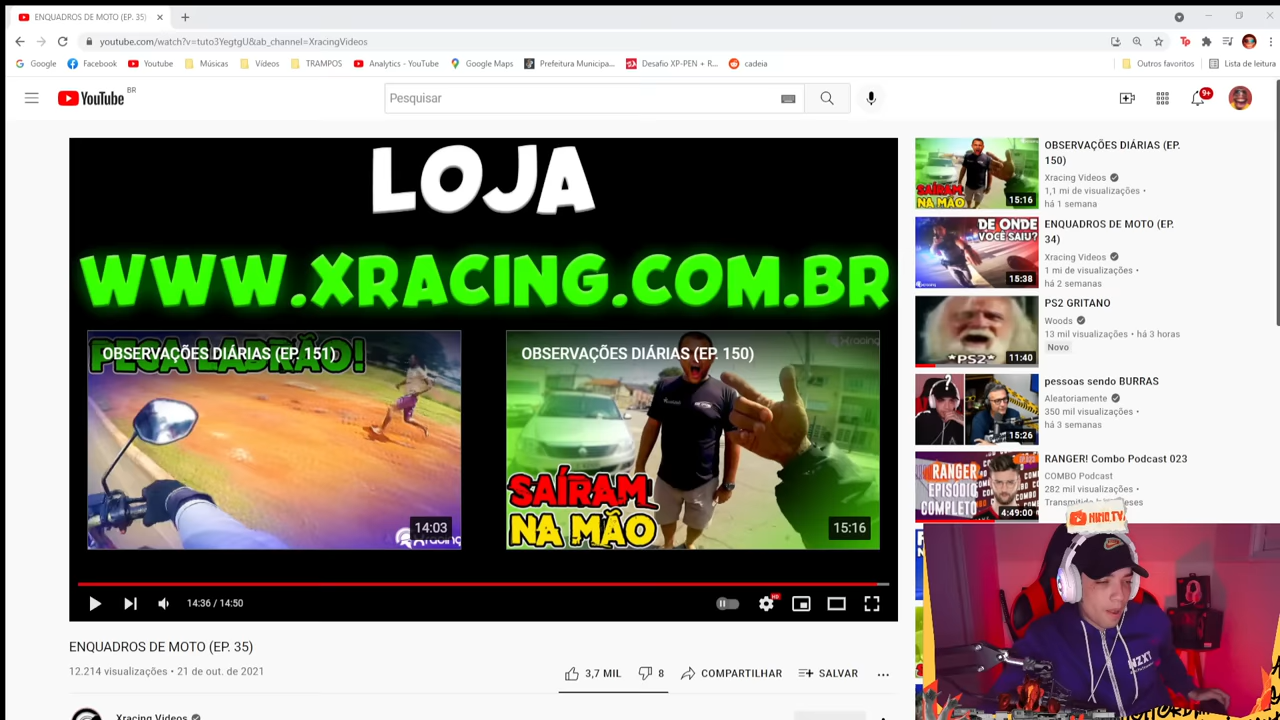 ENQUADROS DE MOTO (EP. 35)
youtube.com/watch?v=tuto3YegtgU&ab_channel=XracingVideos
Google
Facebook
Youtube
Músicas
Vídeos
TRAMPOS
Analytics - YouTube
Google Maps
Prefeitura Municipa...
Desafio XP-PEN + R...
cadeia
Outros favoritos
Lista de leitura
YouTube BR
Pesquisar
9+
LOJA
WWW.XRACING.COM.BR
PEGA LADRÃO!
OBSERVAÇÕES DIÁRIAS (EP. 151)
14:03
Xracing
OBSERVAÇÕES DIÁRIAS (EP. 150)
Xracing
SAÍRAM
NA MÃO
15:16
14:36 / 14:50
HD
ENQUADROS DE MOTO (EP. 35)
12.214 visualizações • 21 de out. de 2021
3,7 MIL
8
COMPARTILHAR
SALVAR
Xracing Videos
SAÍRAM
NA MÃO
15:16
OBSERVAÇÕES DIÁRIAS (EP.
150)
Xracing Videos
1,1 mi de visualizações •
há 1 semana
DE ONDE
VOCÊ SAIU?
15:38
ENQUADROS DE MOTO (EP.
34)
Xracing Videos
1 mi de visualizações •
há 2 semanas
*PS2*
11:40
PS2 GRITANO
Woods
13 mil visualizações • há 3 horas
Novo
15:26
pessoas sendo BURRAS
Aleatoriamente
350 mil visualizações •
há 3 semanas
RANGER
EPISÓDIO
COMPLETO
4:49:00
RANGER! Combo Podcast 023
COMBO Podcast
282 mil visualizações •
NIMO.TV
NZXT